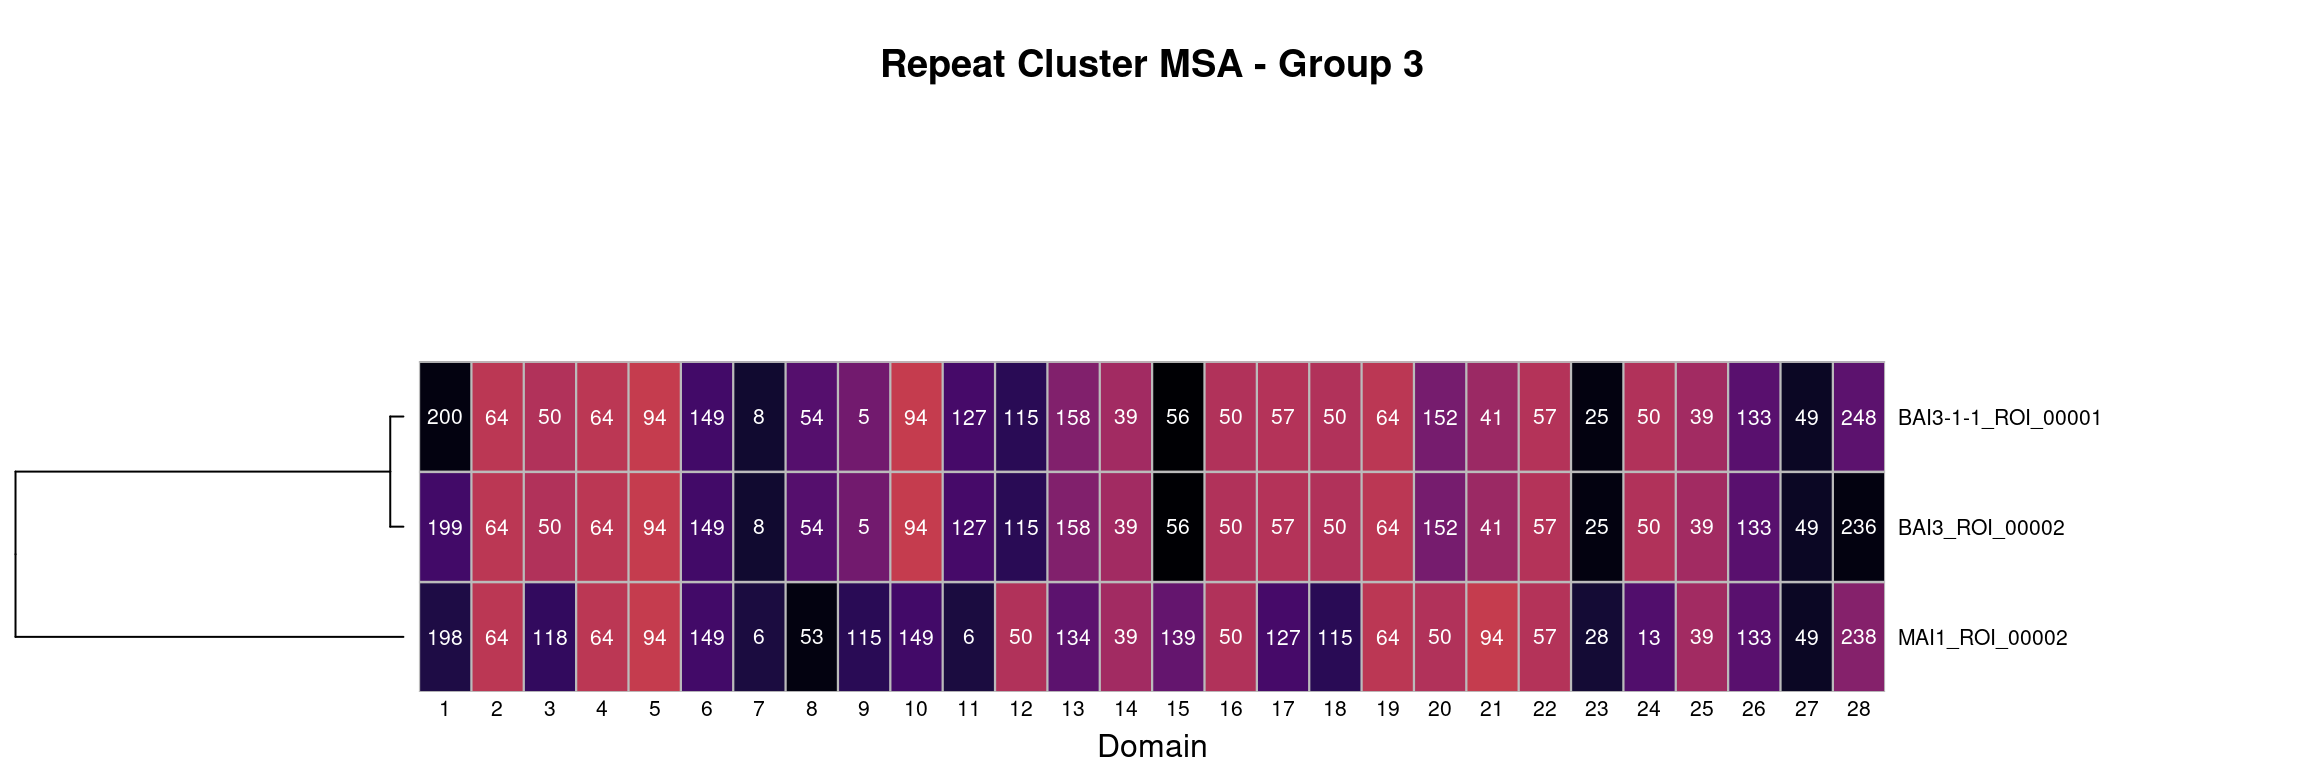 Repeat Cluster MSA - Group 3
200 64 50 64 94 149 8 54 5 94 127 115 158 39 56 50 57 50 64 152 41 57 25 50 39 133 49 248 BAI3-1-1_ROI_00001
199 64 50 64 94 149 8 54 5 94 127 115 158 39 56 50 57 50 64 152 41 57 25 50 39 133 49 236 BAI3_ROI_00002
198 64 118 64 94 149 6 53 115 149 6 50 134 39 139 50 127 115 64 50 94 57 28 13 39 133 49 238 MAI1_ROI_00002
1 2 3 4 5 6 7 8 9 10 11 12 13 14 15 16 17 18 19 20 21 22 23 24 25 26 27 28
Domain